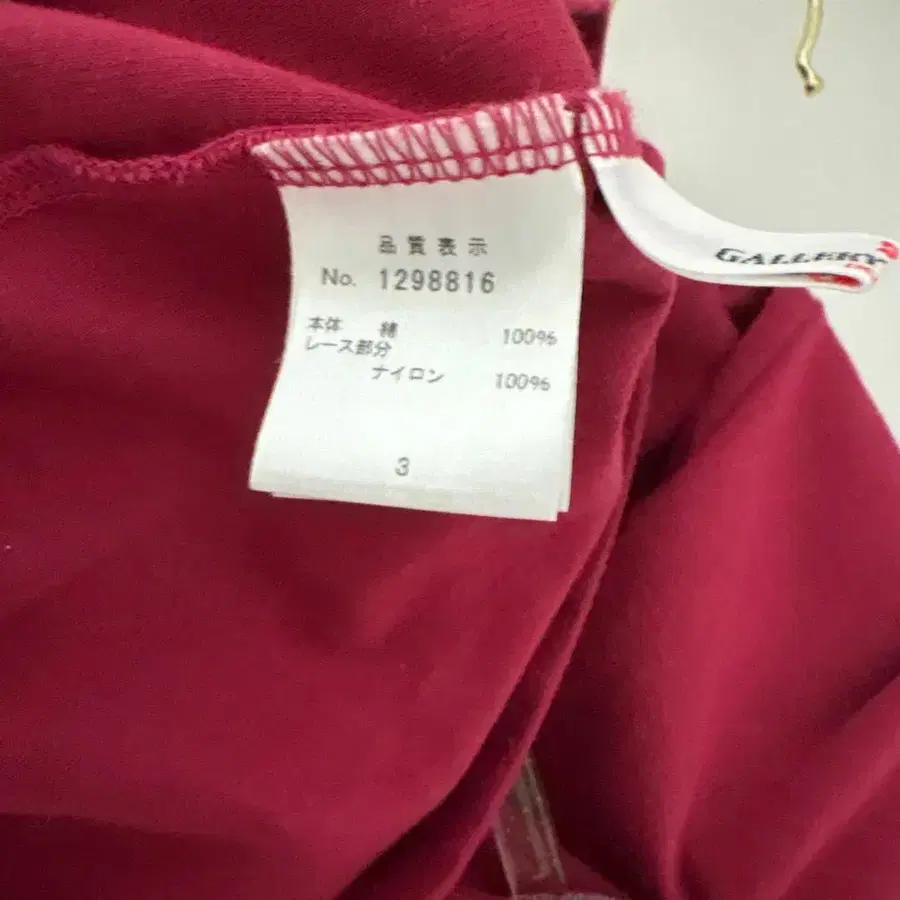 品質表示
No. 1298816
本体 綿 100%
レース部分
ナイロン 100%
3
GALLERY